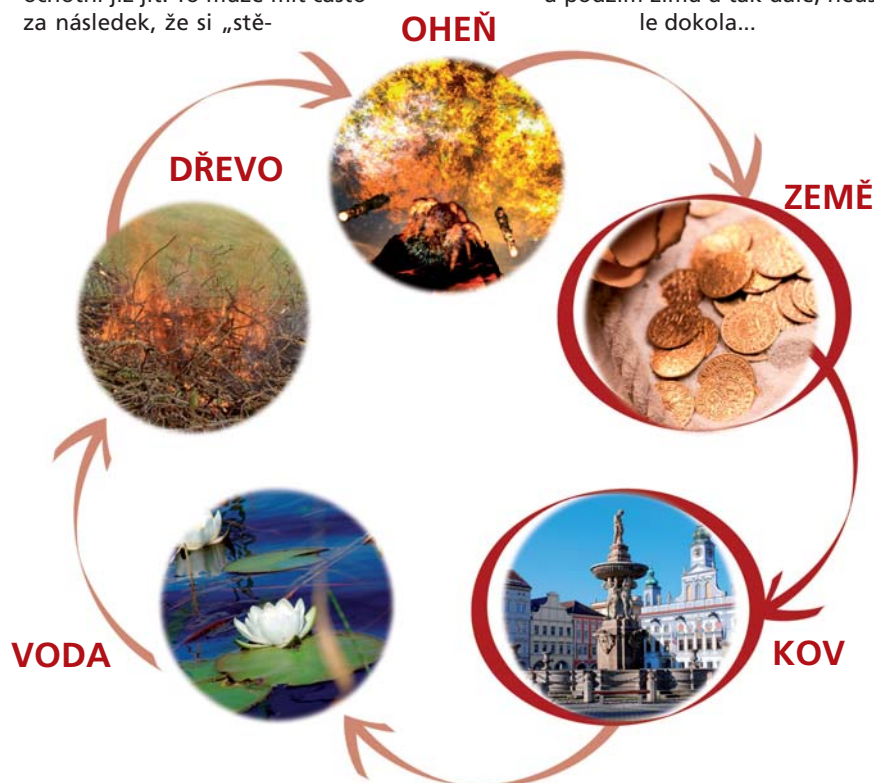 za následek, že si „stě-
le dokola...
OHEŇ
DŘEVO
ZEMĚ
VODA
KOV